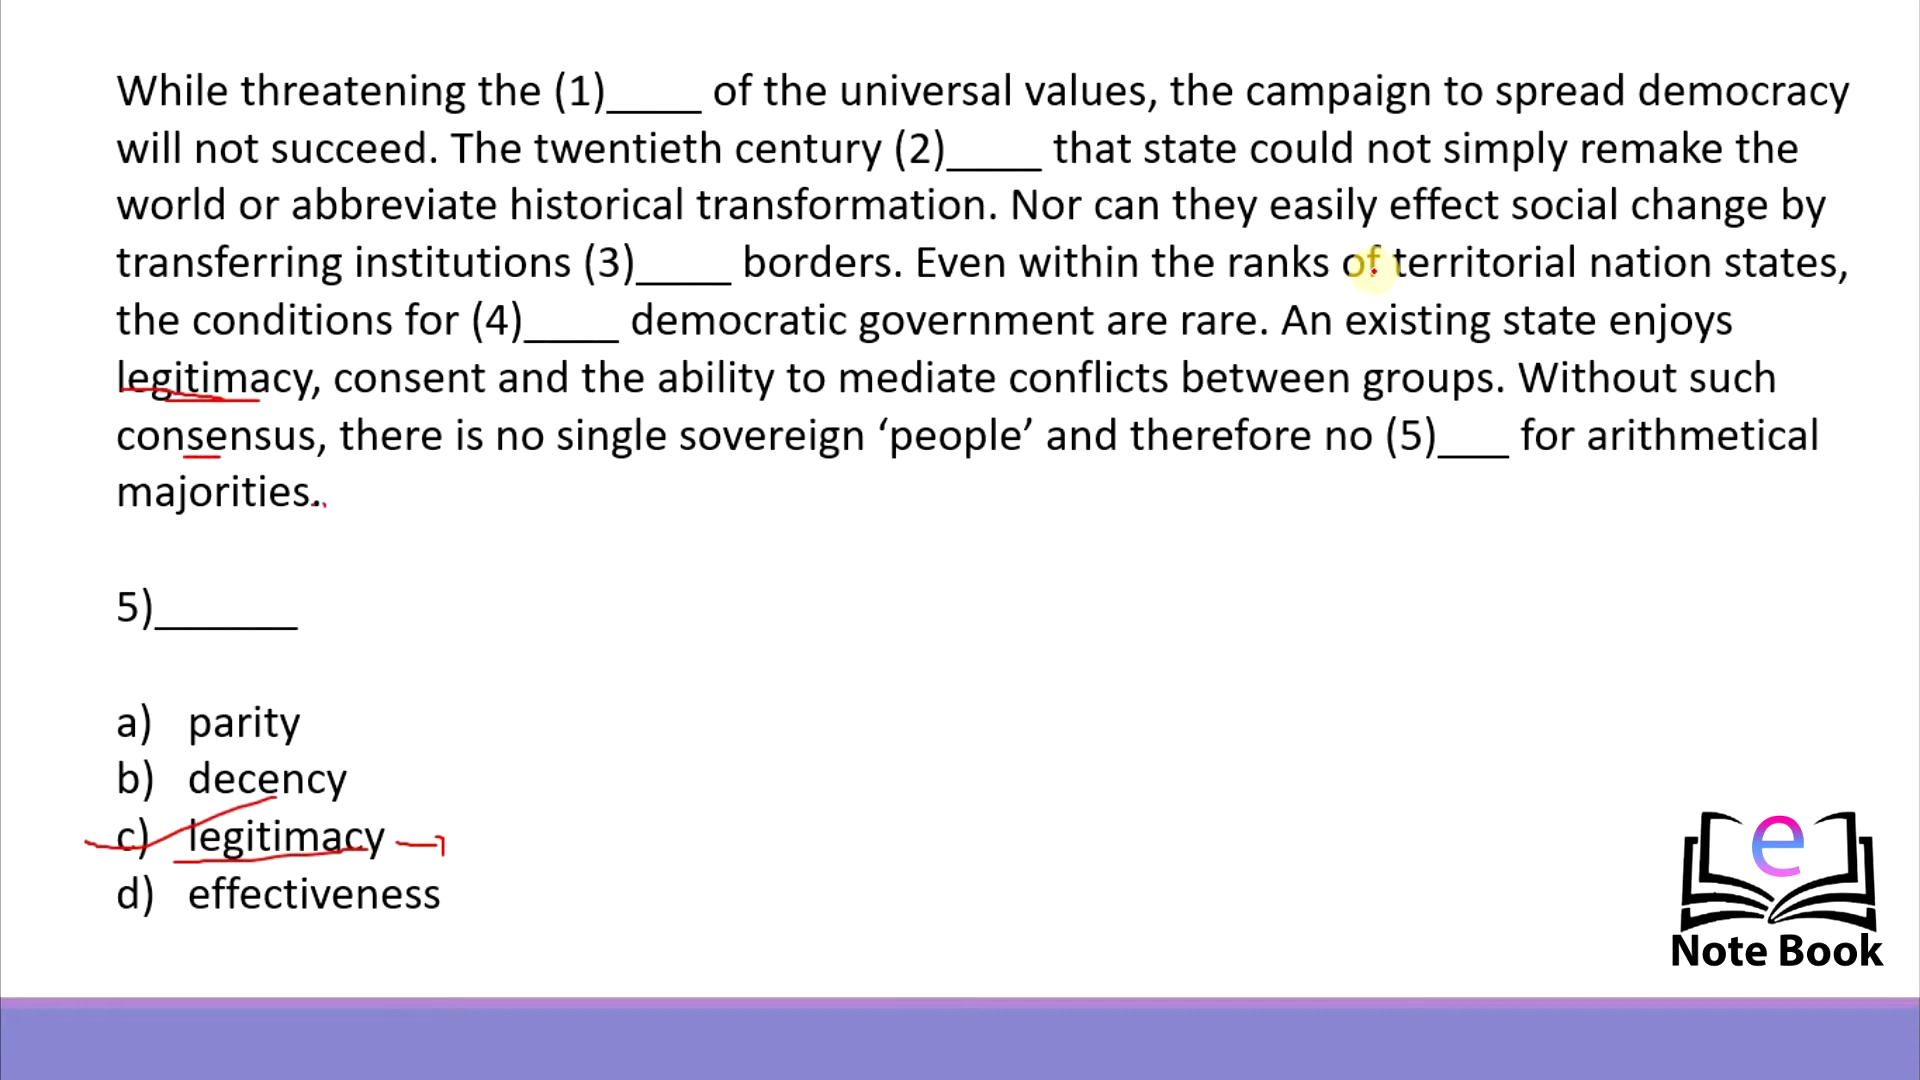 While threatening the (1)____ of the universal values, the campaign to spread democracy
will not succeed. The twentieth century (2)____ that state could not simply remake the
world or abbreviate historical transformation. Nor can they easily effect social change by
transferring institutions (3)____ borders. Even within the ranks of territorial nation states,
the conditions for (4)____ democratic government are rare. An existing state enjoys
legitimacy, consent and the ability to mediate conflicts between groups. Without such
consensus, there is no single sovereign ‘people’ and therefore no (5)___ for arithmetical
majorities.
5)______
a) parity
b) decency
c) legitimacy
d) effectiveness
e
Note Book